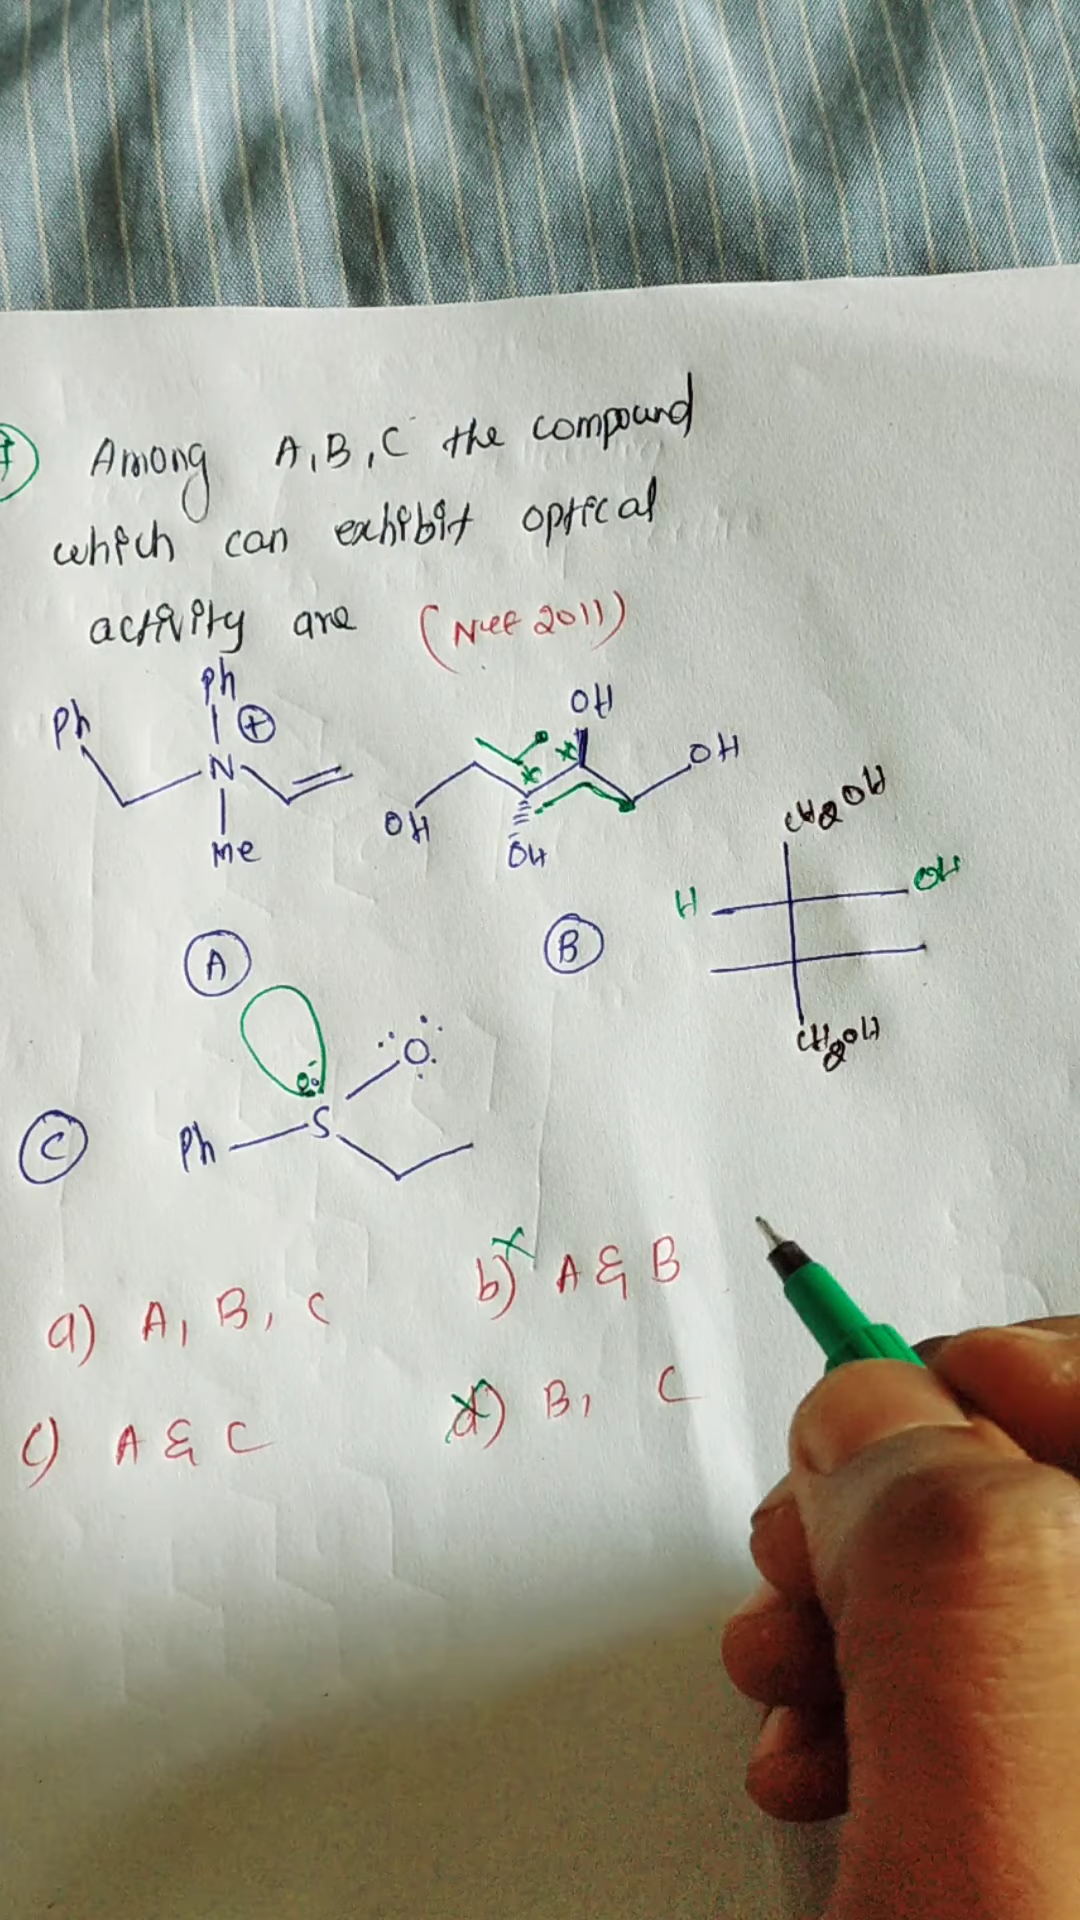 Among A, B, C the compound
which can exhibit optical
activity are (Neet 2011)
Ph
Ph
+
N
Me
A
OH
OH
OH
OH
B
CH2OH
H
OH
CH2OH
C
Ph
S
O
a) A, B, C
b) A & B
c) A & C
d) B, C